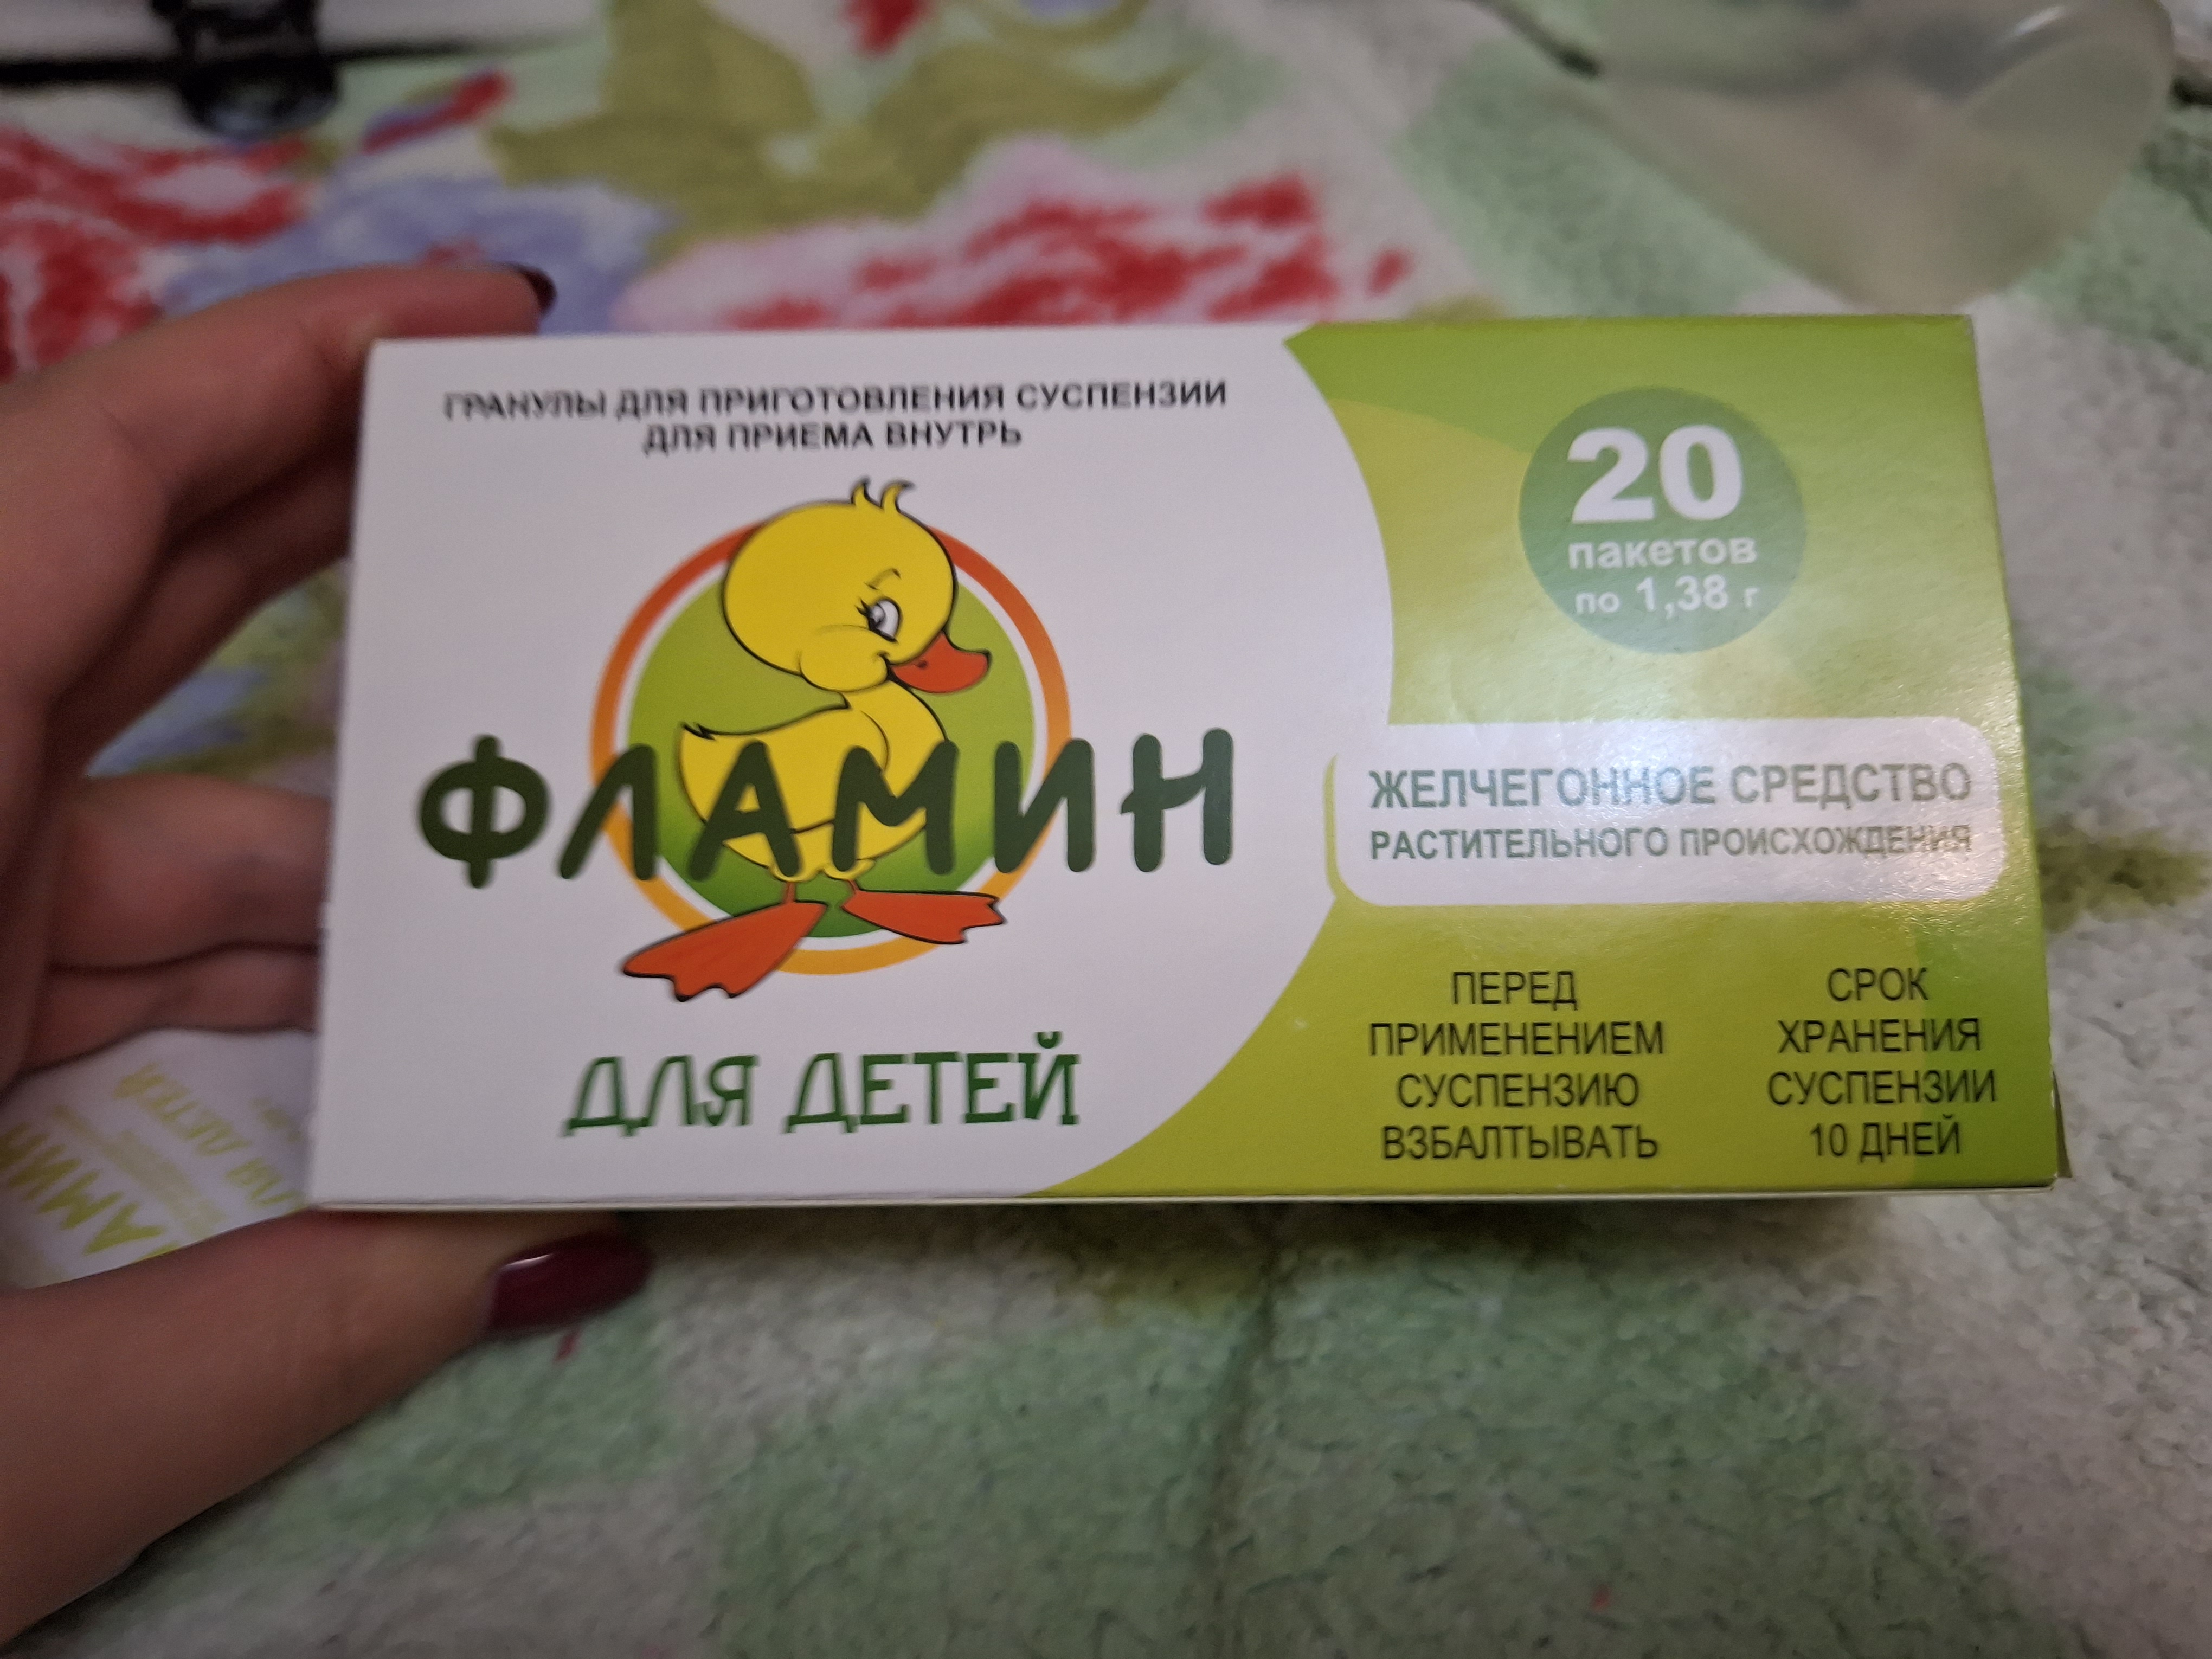 ГРАНУЛЫ ДЛЯ ПРИГОТОВЛЕНИЯ СУСПЕНЗИИ
ДЛЯ ПРИЕМА ВНУТРЬ
ФЛАМИН
ДЛЯ ДЕТЕЙ
20
пакетов
по 1,38 г
ЖЕЛЧЕГОННОЕ СРЕДСТВО
РАСТИТЕЛЬНОГО ПРОИСХОЖДЕНИЯ
ПЕРЕД
ПРИМЕНЕНИЕМ
СУСПЕНЗИЮ
ВЗБАЛТЫВАТЬ
СРОК
ХРАНЕНИЯ
СУСПЕНЗИИ
10 ДНЕЙ